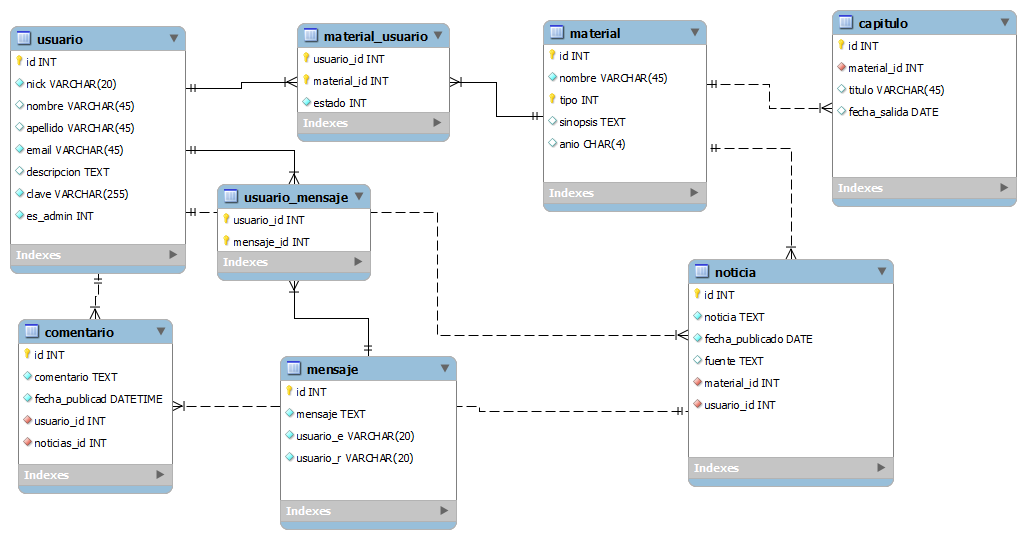 usuario
id INT
nick VARCHAR(20)
nombre VARCHAR(45)
apellido VARCHAR(45)
email VARCHAR(45)
descripcion TEXT
clave VARCHAR(255)
es_admin INT
Indexes
material_usuario
usuario_id INT
material_id INT
estado INT
Indexes
material
id INT
nombre VARCHAR(45)
tipo INT
sinopsis TEXT
anio CHAR(4)
Indexes
capitulo
id INT
material_id INT
titulo VARCHAR(45)
fecha_salida DATE
Indexes
usuario_mensaje
usuario_id INT
mensaje_id INT
Indexes
noticia
id INT
noticia TEXT
fecha_publicado DATE
fuente TEXT
material_id INT
usuario_id INT
Indexes
comentario
id INT
comentario TEXT
fecha_publicad DATETIME
usuario_id INT
noticias_id INT
Indexes
mensaje
id INT
mensaje TEXT
usuario_e VARCHAR(20)
usuario_r VARCHAR(20)
Indexes